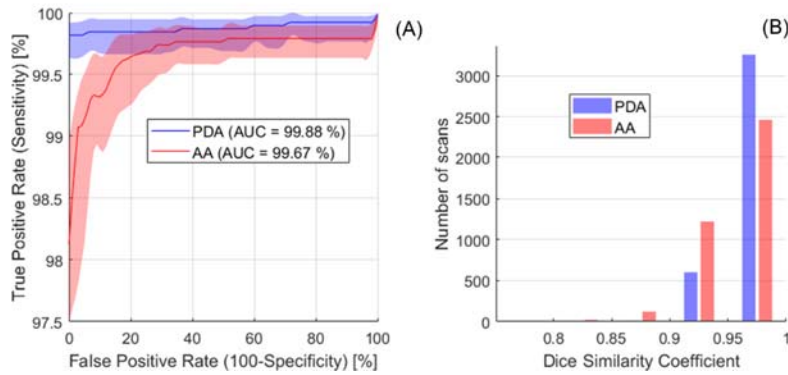 (A)
True Positive Rate (Sensitivity) [%]
100
99.5
99
98.5
98
97.5
PDA (AUC = 99.88 %)
AA (AUC = 99.67 %)
0 20 40 60 80 100
False Positive Rate (100-Specificity) [%]
(B)
Number of scans
3000
2500
2000
1500
1000
500
0
PDA
AA
0.8 0.85 0.9 0.95 1
Dice Similarity Coefficient